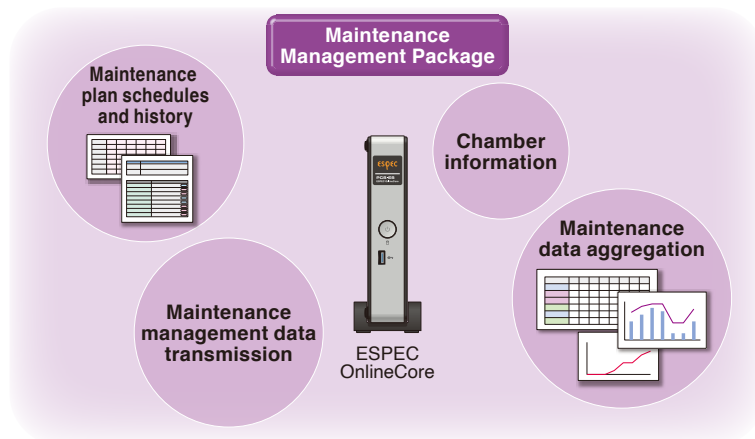 Maintenance
Management Package
Maintenance
plan schedules
and history
Chamber
information
ESPEC
Maintenance
data aggregation
Maintenance
management data
transmission
ESPEC
OnlineCore